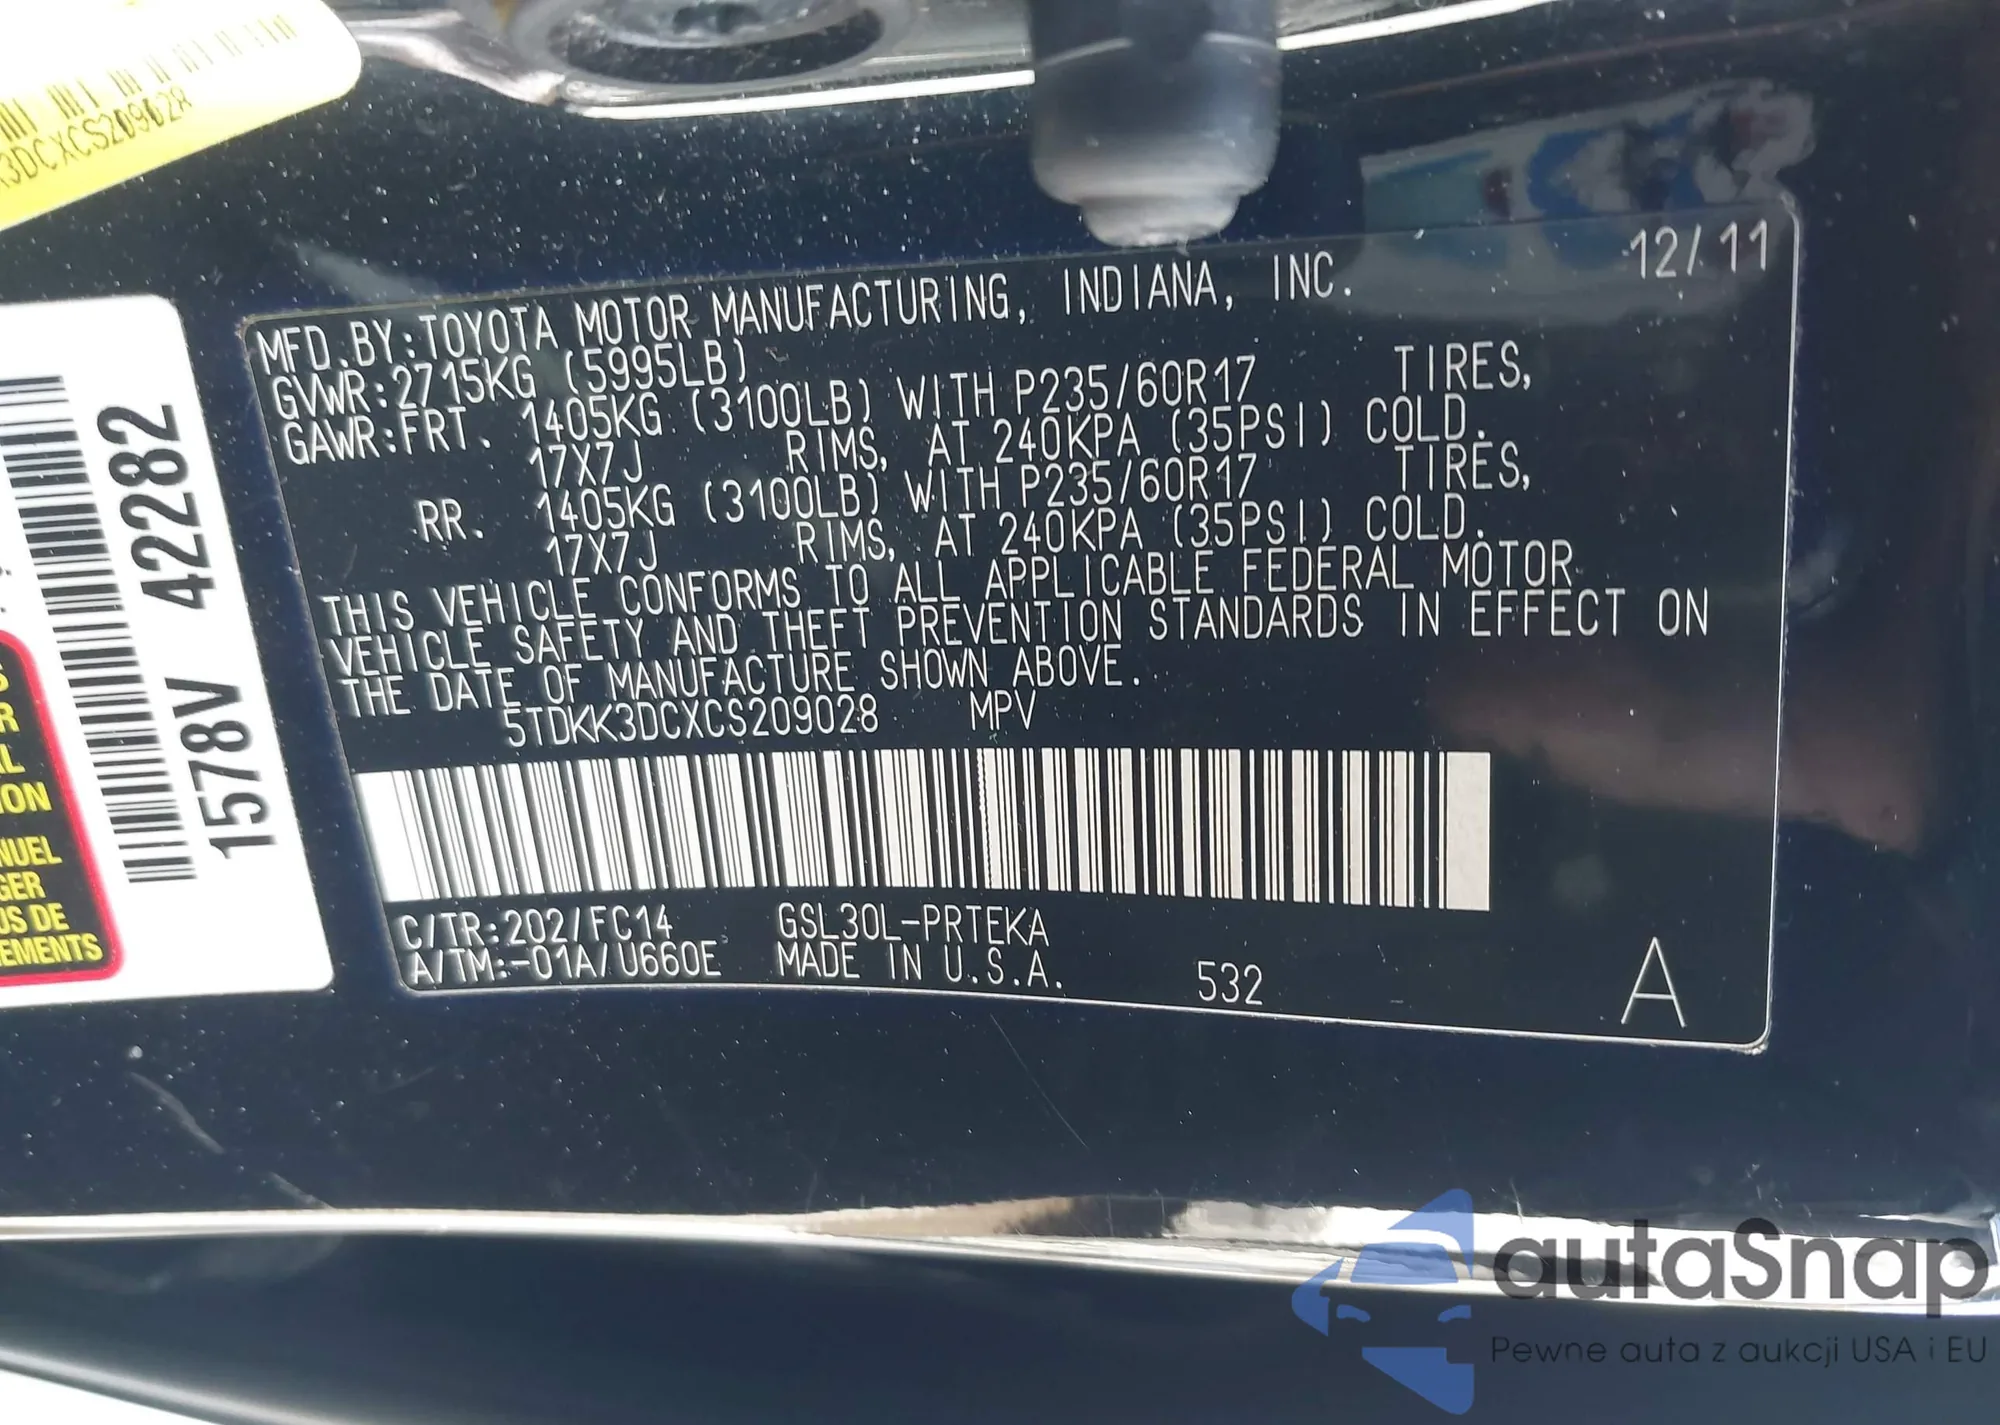 3DCXCS209028
12/11
MFD.BY:TOYOTA MOTOR MANUFACTURING, INDIANA, INC.
GVWR:2715KG (5995LB)
GAWR:FRT. 1405KG (3100LB) WITH P235/60R17 TIRES,
17X7J RIMS, AT 240KPA (35PSI) COLD.
RR. 1405KG (3100LB) WITH P235/60R17 TIRES,
17X7J RIMS, AT 240KPA (35PSI) COLD.
THIS VEHICLE CONFORMS TO ALL APPLICABLE FEDERAL MOTOR
VEHICLE SAFETY AND THEFT PREVENTION STANDARDS IN EFFECT ON
THE DATE OF MANUFACTURE SHOWN ABOVE.
5TDKK3DCXCS209028 MPV
C/TR:202/FC14 GSL30L-PRTEKA
A/TM:-01A/U660E MADE IN U.S.A. 532 A
1578V 42282
US DE
autaSnap
Pewne auta z aukcji USA i EU